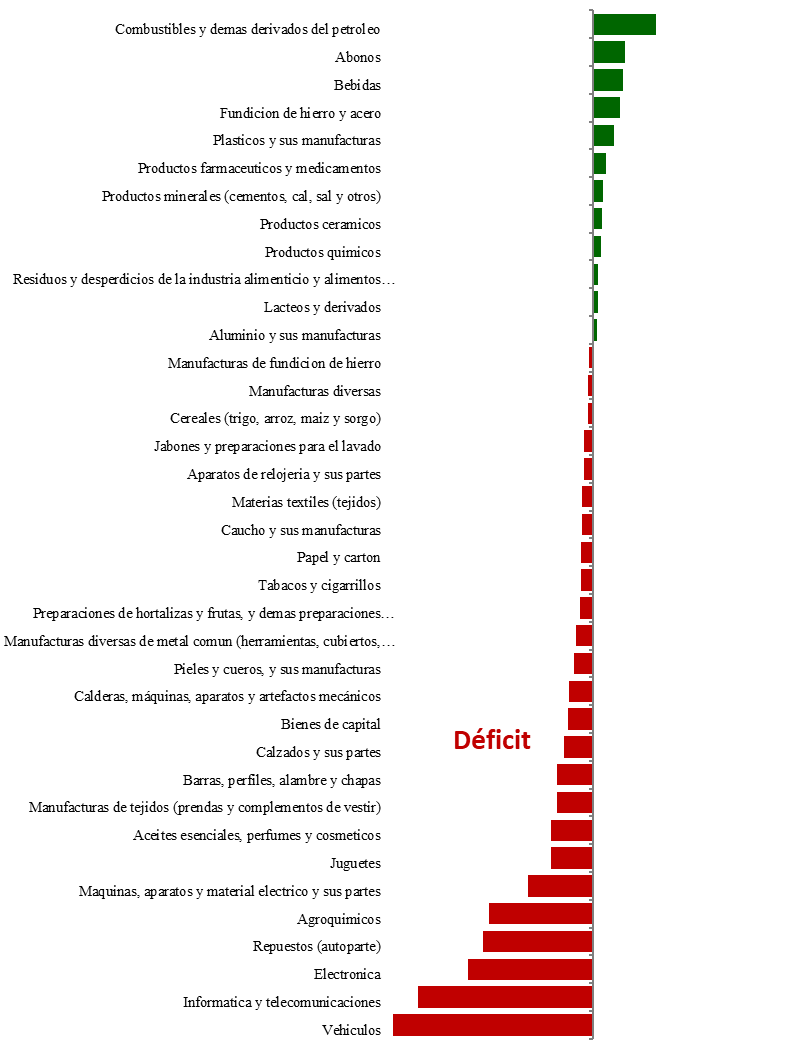 Combustibles y demas derivados del petroleo
Abonos
Bebidas
Fundicion de hierro y acero
Plasticos y sus manufacturas
Productos farmaceuticos y medicamentos
Productos minerales (cementos, cal, sal y otros)
Productos ceramicos
Productos quimicos
Residuos y desperdicios de la industria alimenticio y alimentos…
Lacteos y derivados
Aluminio y sus manufacturas
Manufacturas de fundicion de hierro
Manufacturas diversas
Cereales (trigo, arroz, maiz y sorgo)
Jabones y preparaciones para el lavado
Aparatos de relojeria y sus partes
Materias textiles (tejidos)
Caucho y sus manufacturas
Papel y carton
Tabacos y cigarrillos
Preparaciones de hortalizas y frutas, y demas preparaciones…
Manufacturas diversas de metal comun (herramientas, cubiertos,…
Pieles y cueros, y sus manufacturas
Calderas, máquinas, aparatos y artefactos mecánicos
Bienes de capital
Déficit
Calzados y sus partes
Barras, perfiles, alambre y chapas
Manufacturas de tejidos (prendas y complementos de vestir)
Aceites esenciales, perfumes y cosmeticos
Juguetes
Maquinas, aparatos y material electrico y sus partes
Agroquimicos
Repuestos (autoparte)
Electronica
Informatica y telecomunicaciones
Vehiculos